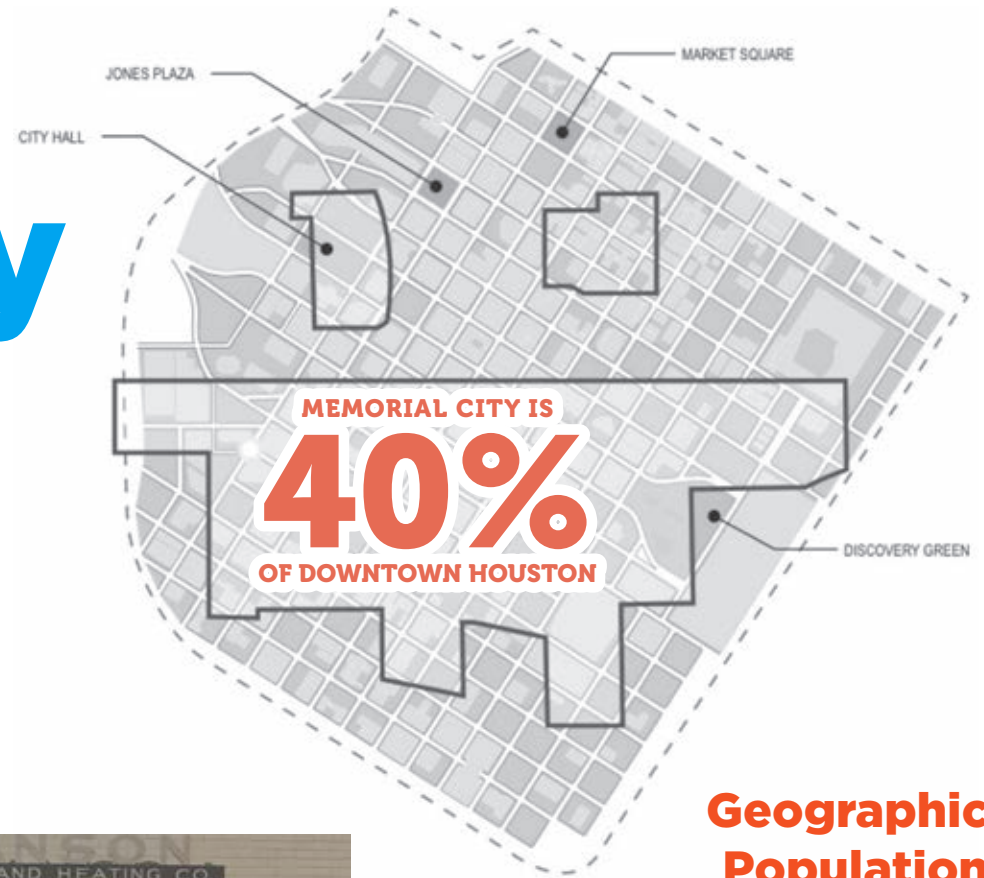 MARKET SQUARE
JONES PLAZA
CITY HALL
y
MEMORIAL CITY IS
40%
OF DOWNTOWN HOUSTON
DISCOVERY GREEN
Geographic
Population
NSON
AND HEATING CO